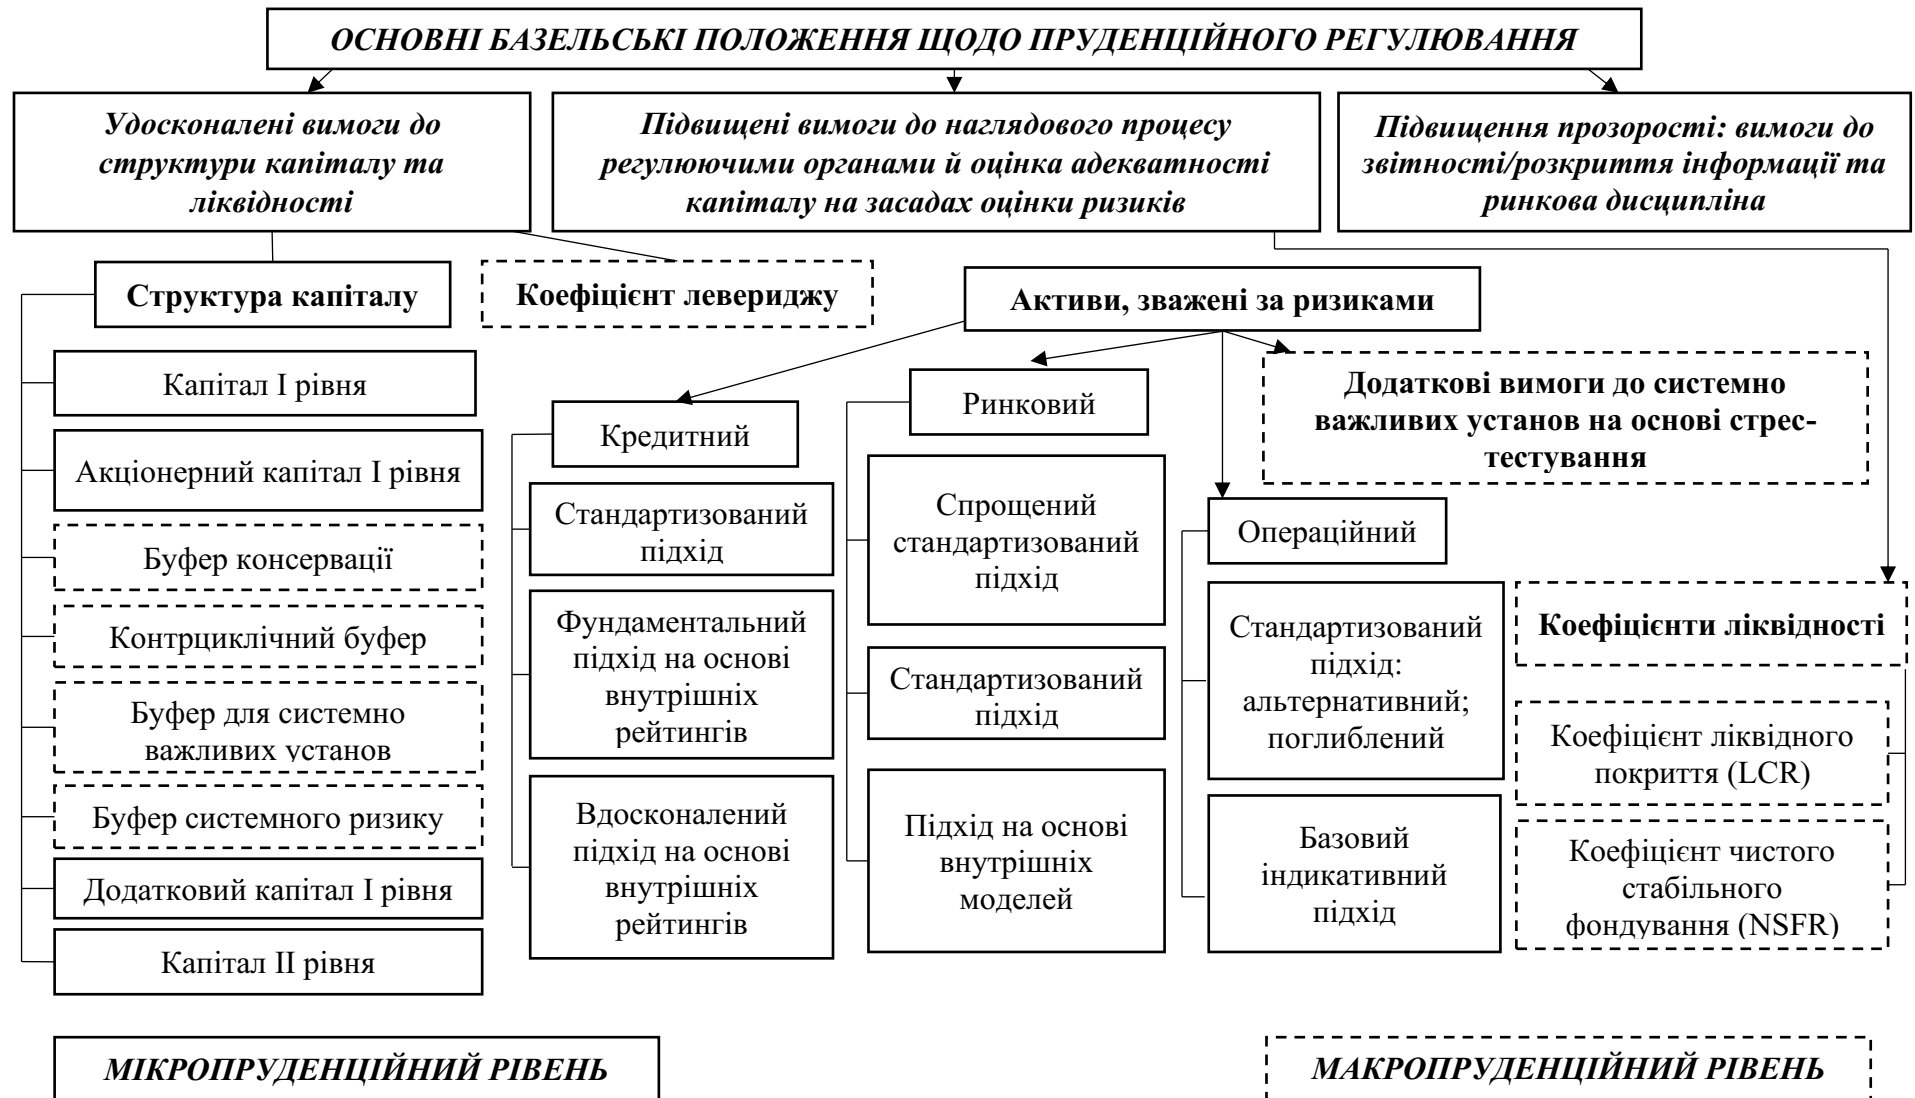 ОСНОВНІ БАЗЕЛЬСЬКІ ПОЛОЖЕННЯ ЩОДО ПРУДЕНЦІЙНОГО РЕГУЛЮВАННЯ
Удосконалені вимоги до
структури капіталу та
ліквідності
Підвищені вимоги до наглядового процесу
регулюючими органами й оцінка адекватності
капіталу на засадах оцінки ризиків
Підвищення прозорості: вимоги до
звітності/розкриття інформації та
ринкова дисципліна
Структура капіталу
Коефіцієнт левериджу
Активи, зважені за ризиками
Капітал І рівня
Акціонерний капітал І рівня
Буфер консервації
Контрциклічний буфер
Буфер для системно
важливих установ
Буфер системного ризику
Додатковий капітал І рівня
Капітал ІІ рівня
Кредитний
Стандартизований
підхід
Фундаментальний
підхід на основі
внутрішніх
рейтингів
Вдосконалений
підхід на основі
внутрішніх
рейтингів
Ринковий
Спрощений
стандартизований
підхід
Стандартизований
підхід
Підхід на основі
внутрішніх
моделей
Додаткові вимоги до системно
важливих установ на основі стрес-
тестування
Операційний
Стандартизований
підхід:
альтернативний;
поглиблений
Базовий
індикативний
підхід
Коефіцієнти ліквідності
Коефіцієнт ліквідного
покриття (LCR)
Коефіцієнт чистого
стабільного
фондування (NSFR)
МІКРОПРУДЕНЦІЙНИЙ РІВЕНЬ
МАКРОПРУДЕНЦІЙНИЙ РІВЕНЬ